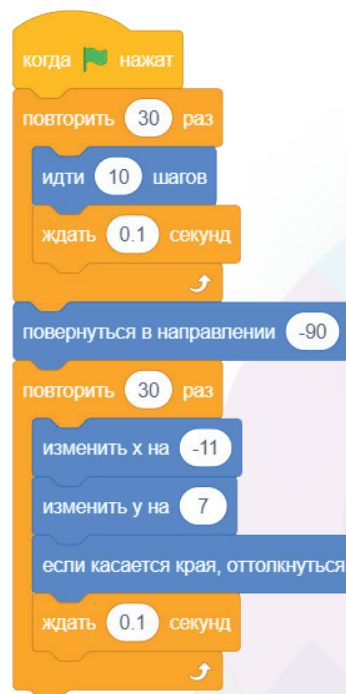 когда нажат
повторить 30 раз
идти 10 шагов
ждать 0.1 секунд
повернуться в направлении -90
повторить 30 раз
изменить x на -11
изменить y на 7
если касается края, оттолкнуться
ждать 0.1 секунд